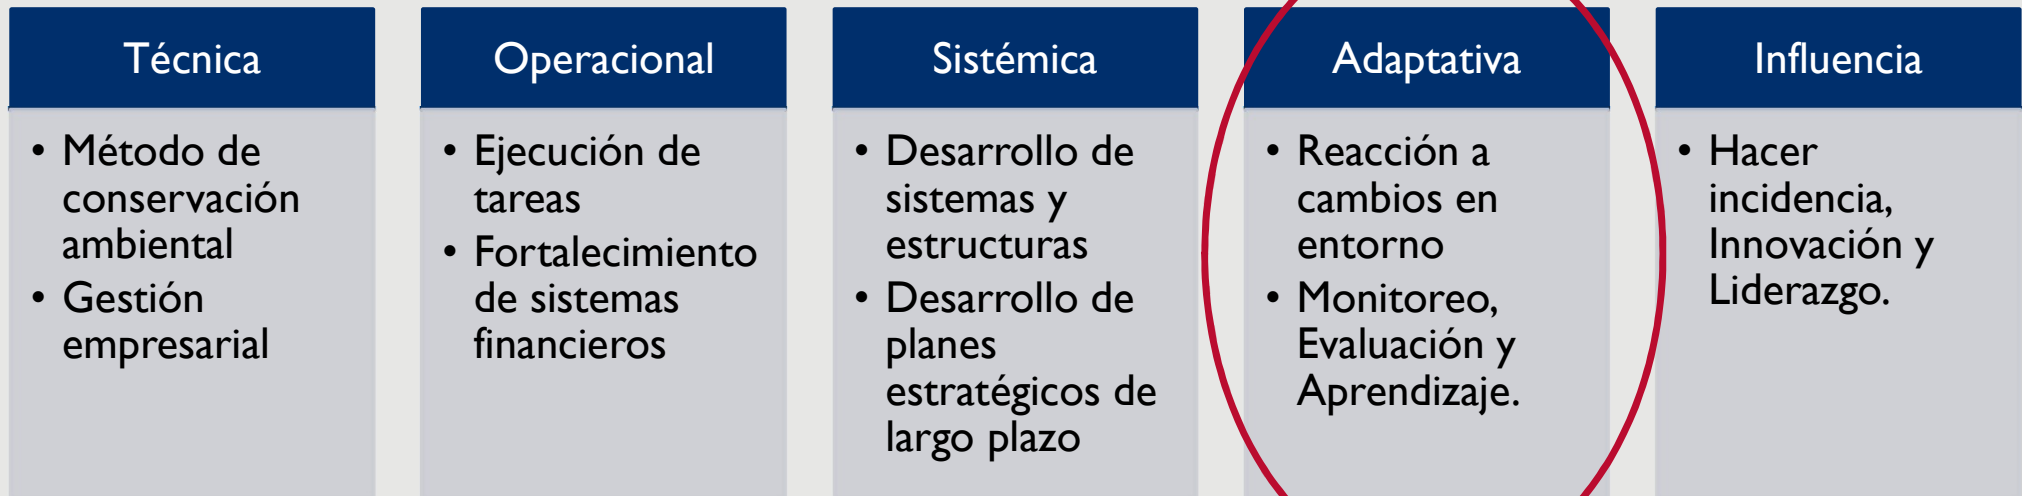 Técnica
• Método de
conservación
ambiental
• Gestión
empresarial
Operacional
• Ejecución de
tareas
• Fortalecimiento
de sistemas
financieros
Sistémica
• Desarrollo de
sistemas y
estructuras
• Desarrollo de
planes
estratégicos de
largo plazo
Adaptativa
• Reacción a
cambios en
entorno
• Monitoreo,
Evaluación y
Aprendizaje.
Influencia
• Hacer
incidencia,
Innovación y
Liderazgo.